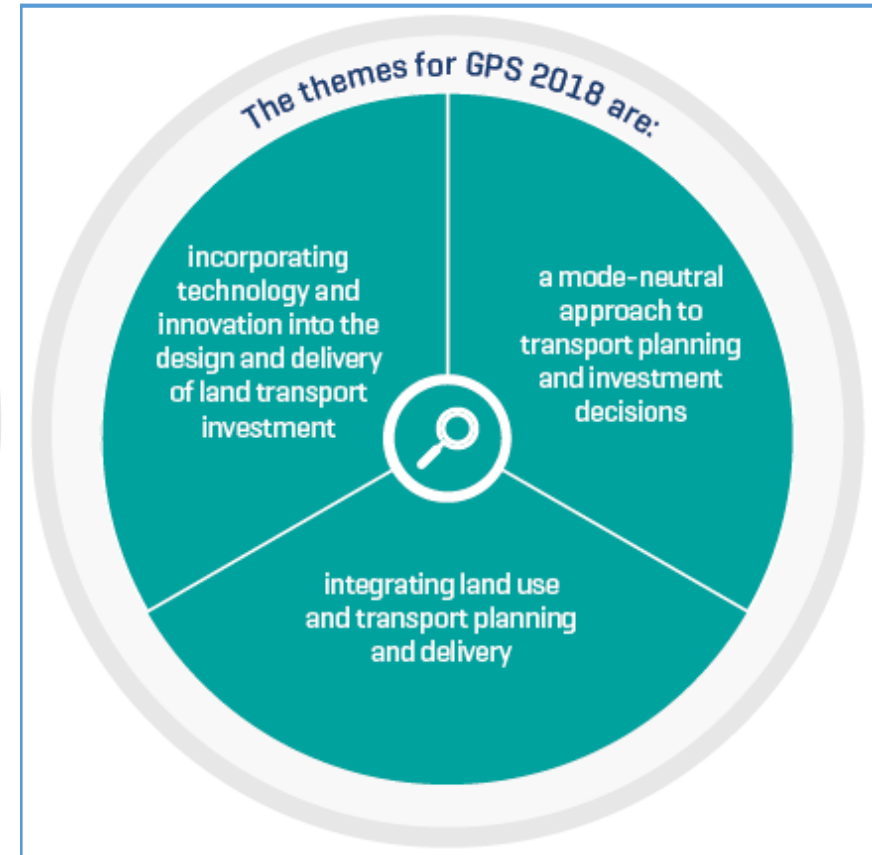 The themes for GPS 2018 are:
incorporating
technology and
innovation into the
design and delivery
of land transport
investment
a mode-neutral
approach to
transport planning
and investment
decisions
integrating land use
and transport planning
and delivery